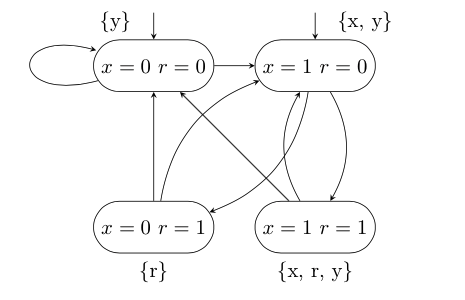 {y} {x, y}
x = 0 r = 0 x = 1 r = 0
x = 0 r = 1 x = 1 r = 1
{r} {x, r, y}